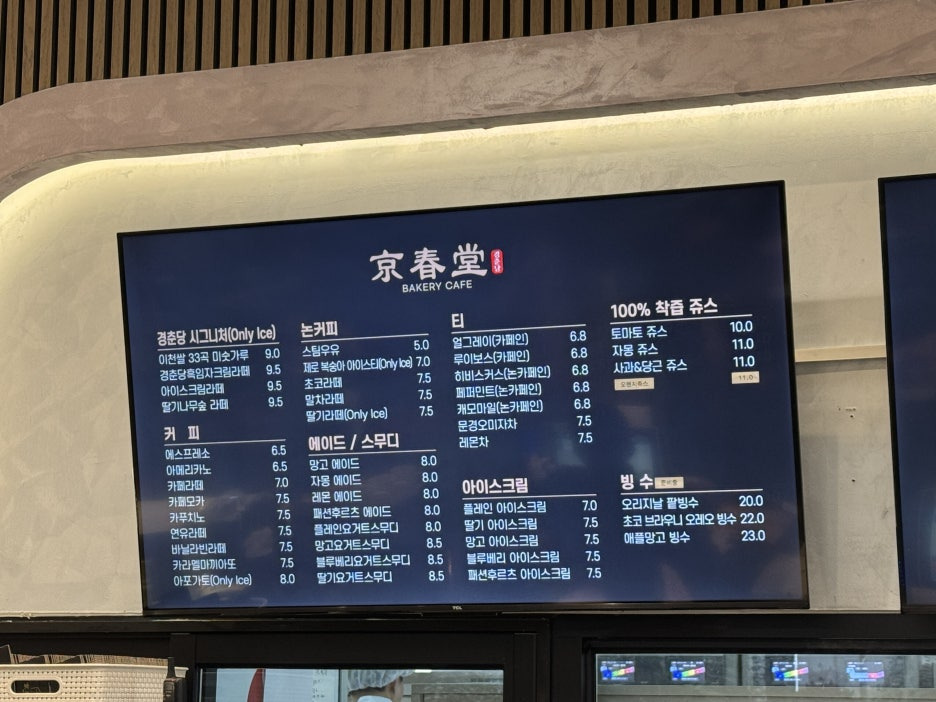 京春堂
경춘당
BAKERY CAFE
경춘당 시그니처(Only Ice)
이천쌀 33곡 미숫가루 9.0
경춘당흑임자크림라떼 9.5
아이스크림라떼 9.5
딸기나무숲 라떼 9.5
커 피
에스프레소 6.5
아메리카노 6.5
카페라떼 7.0
카페모카 7.5
카푸치노 7.5
연유라떼 7.5
바닐라빈라떼 7.5
카라멜마끼아또 7.5
아포가토(Only Ice) 8.0
논커피
스팀우유 5.0
제로 복숭아 아이스티(Only Ice) 7.0
초코라떼 7.5
말차라떼 7.5
딸기라떼(Only Ice) 7.5
에이드 / 스무디
망고 에이드 8.0
자몽 에이드 8.0
레몬 에이드 8.0
패션후르츠 에이드 8.0
플레인요거트스무디 8.0
망고요거트스무디 8.5
블루베리요거트스무디 8.5
딸기요거트스무디 8.5
티
얼그레이(카페인) 6.8
루이보스(카페인) 6.8
히비스커스(논카페인) 6.8
페퍼민트(논카페인) 6.8
캐모마일(논카페인) 6.8
문경오미자차 7.5
레몬차 7.5
아이스크림
플레인 아이스크림 7.0
딸기 아이스크림 7.5
망고 아이스크림 7.5
블루베리 아이스크림 7.5
패션후르츠 아이스크림 7.5
100% 착즙 쥬스
토마토 쥬스 10.0
자몽 쥬스 11.0
사과&당근 쥬스 11.0
오렌지쥬스 11.0
빙 수 준비중
오리지날 팥빙수 20.0
초코 브라우니 오레오 빙수 22.0
애플망고 빙수 23.0
TCL